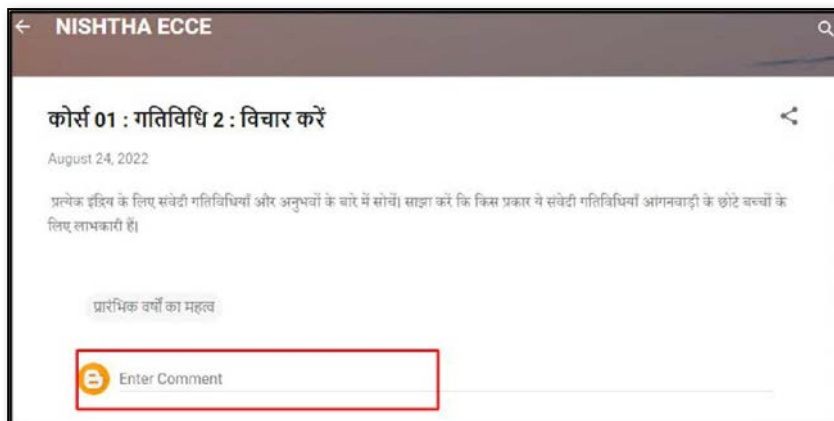 NISHTHA ECCE
कोर्स 01 : गतिविधि 2 : विचार करें
August 24, 2022
प्रत्येक इंद्रिय के लिए संवेदी गतिविधियाँ और अनुभवों के बारे में सोचें। साझा करें कि किस प्रकार ये संवेदी गतिविधियाँ आंगनवाड़ी के छोटे बच्चों के
लिए लाभकारी हैं।
प्रारंभिक वर्षों का महत्व
Enter Comment